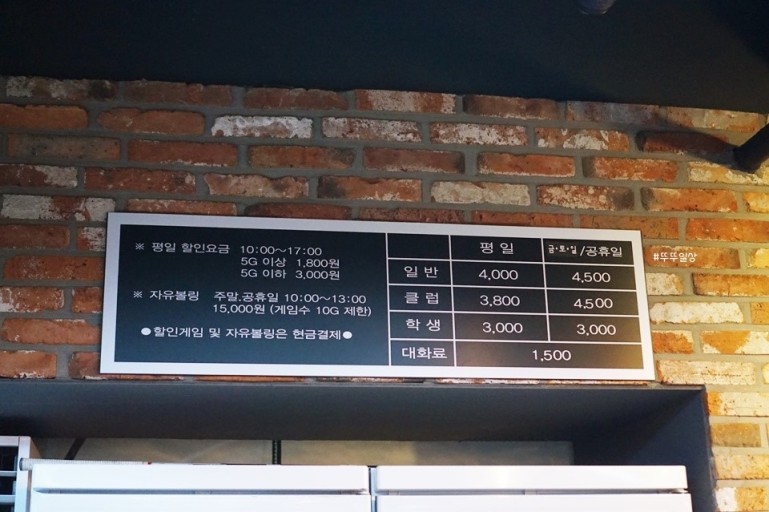 ※ 평일 할인요금 10:00~17:00
5G 이상 1,800원
5G 이하 3,000원
※ 자유볼링 주말,공휴일 10:00~13:00
15,000원 (게임수 10G 제한)
●할인게임 및 자유볼링은 현금결제●
평 일 금·토·일/공휴일
일 반 4,000 4,500
클 럽 3,800 4,500
학 생 3,000 3,000
대화료 1,500
#뚜뚜일상